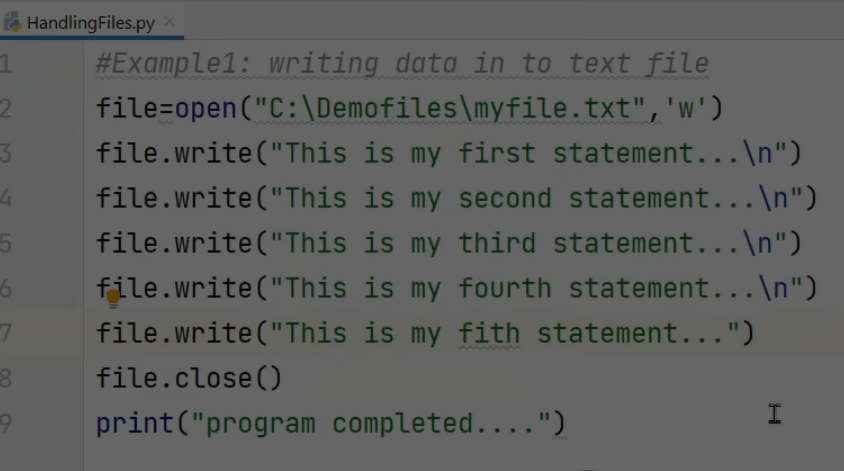 HandlingFiles.py ×
1 #Example1: writing data in to text file
2 file=open("C:\Demofiles\myfile.txt",'w')
3 file.write("This is my first statement...\n")
4 file.write("This is my second statement...\n")
5 file.write("This is my third statement...\n")
6 file.write("This is my fourth statement...\n")
7 file.write("This is my fith statement...")
8 file.close()
9 print("program completed....")